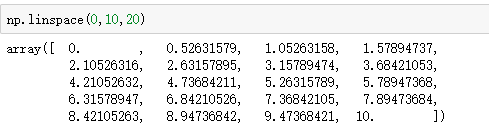 np.linspace(0,10,20)
array([  0.        ,   0.52631579,   1.05263158,   1.57894737,
         2.10526316,   2.63157895,   3.15789474,   3.68421053,
         4.21052632,   4.73684211,   5.26315789,   5.78947368,
         6.31578947,   6.84210526,   7.36842105,   7.89473684,
         8.42105263,   8.94736842,   9.47368421,  10.        ])